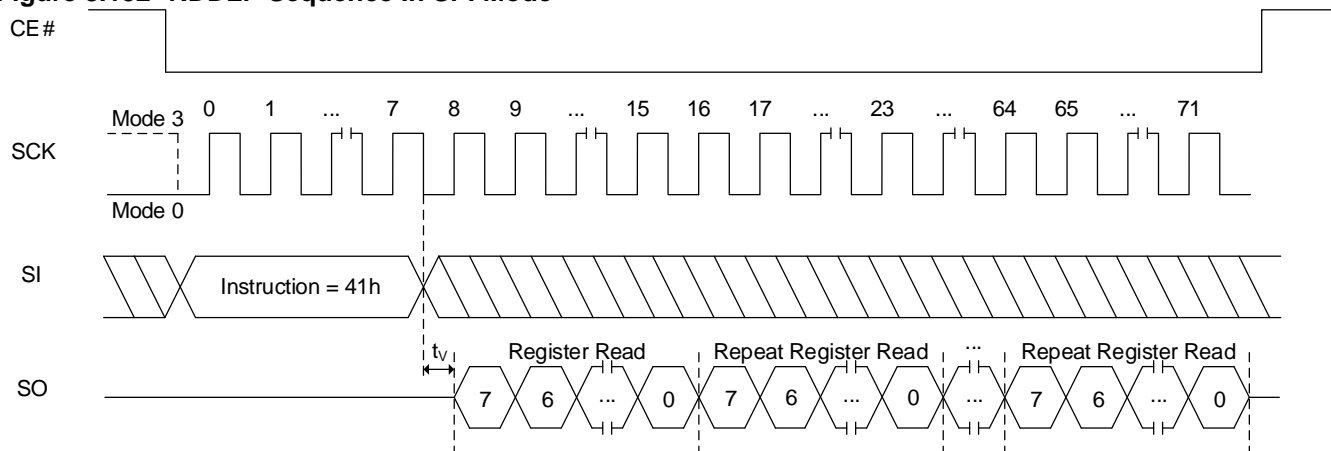 CE#
0 1 ... 7 8 9 ... 15 16 17 ... 23 ... 64 65 ... 71
Mode 3
SCK
Mode 0
SI
Instruction = 41h
tV Register Read Repeat Register Read ... Repeat Register Read
SO
7 6 ... 0 7 6 ... 0 ... 7 6 ... 0